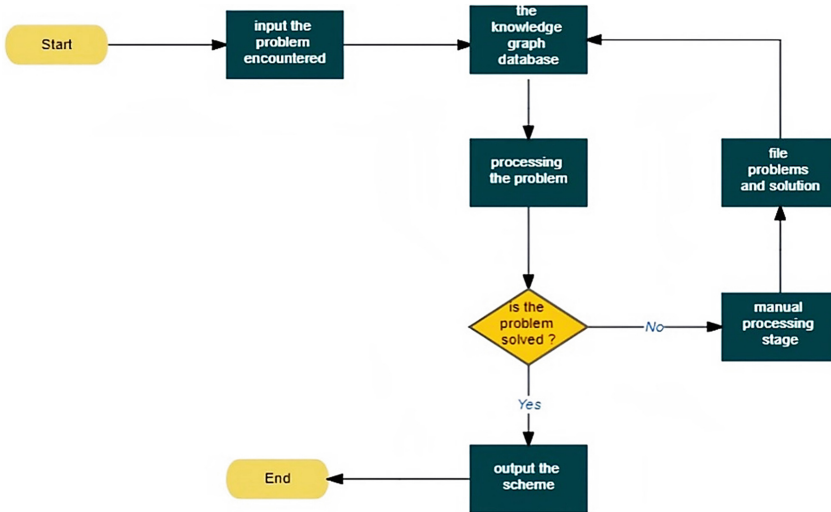 Start
input the
problem
encountered
the
knowledge
graph
database
processing
the problem
file
problems
and solution
is the
problem
solved ?
No
manual
processing
stage
Yes
output the
scheme
End